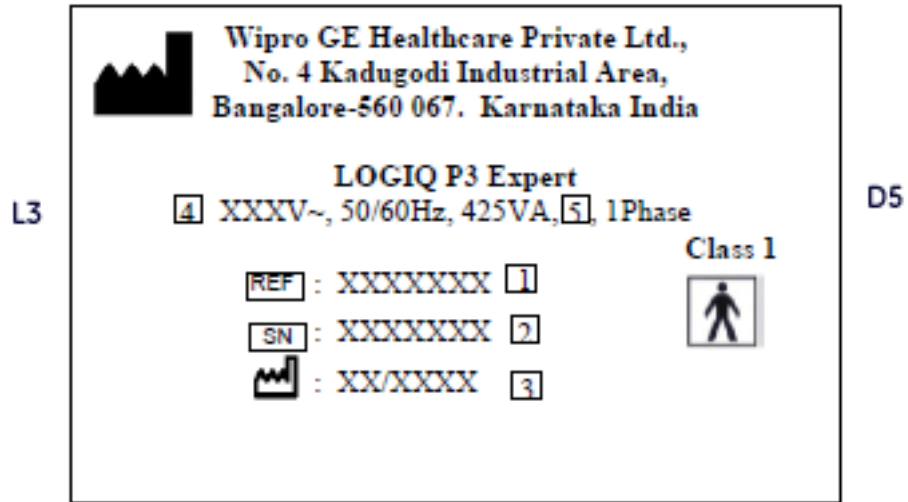 Wipro GE Healthcare Private Ltd.,
No. 4 Kadugodi Industrial Area,
Bangalore-560 067. Karnataka India
LOGIQ P3 Expert
L3
4 XXXV~, 50/60Hz, 425VA,5, 1Phase
D5
Class 1
REF : XXXXXXX 1
SN : XXXXXXX 2
: XX/XXXX 3